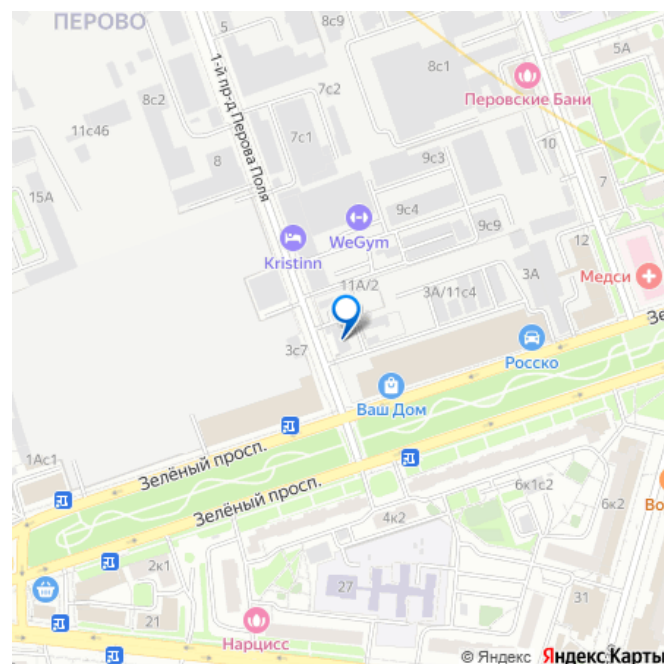 ПЕРОВО
5
8с9
8с1
5А
Перовские Бани
1-й пр-д Перова Поля
7с2
8с2
11с46
7с1
10
8
9с3
7
15А
9с4
WeGym
9с9
Kristinn
12
3А
Медси
11А/2
3А/11с4
3с7
Росско
Ваш Дом
1Ас1
Зелёный просп.
Зелёный просп.
6к1с2
6к2
4к2
2к1
27
31
21
Нарцисс
© Яндекс Яндекс.Карты